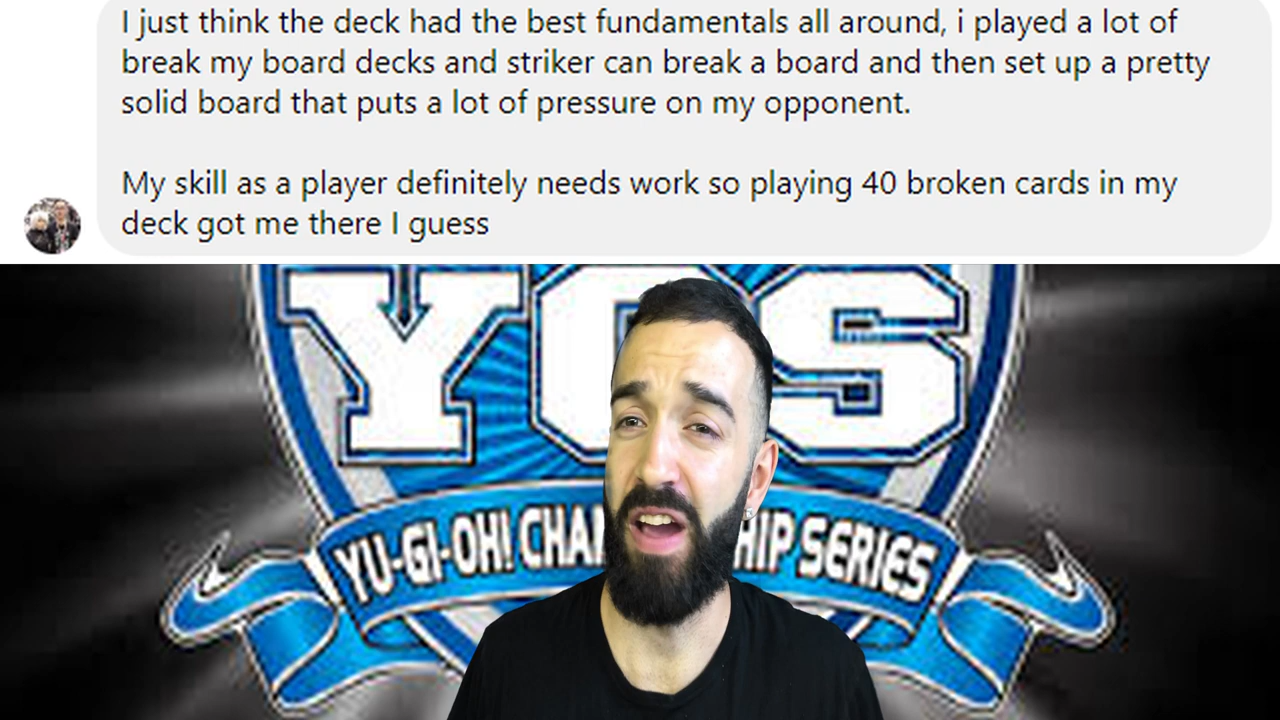 I just think the deck had the best fundamentals all around, i played a lot of
break my board decks and striker can break a board and then set up a pretty
solid board that puts a lot of pressure on my opponent.
My skill as a player definitely needs work so playing 40 broken cards in my
deck got me there I guess
YCS
YU-GI-OH! CHAMPIONSHIP SERIES